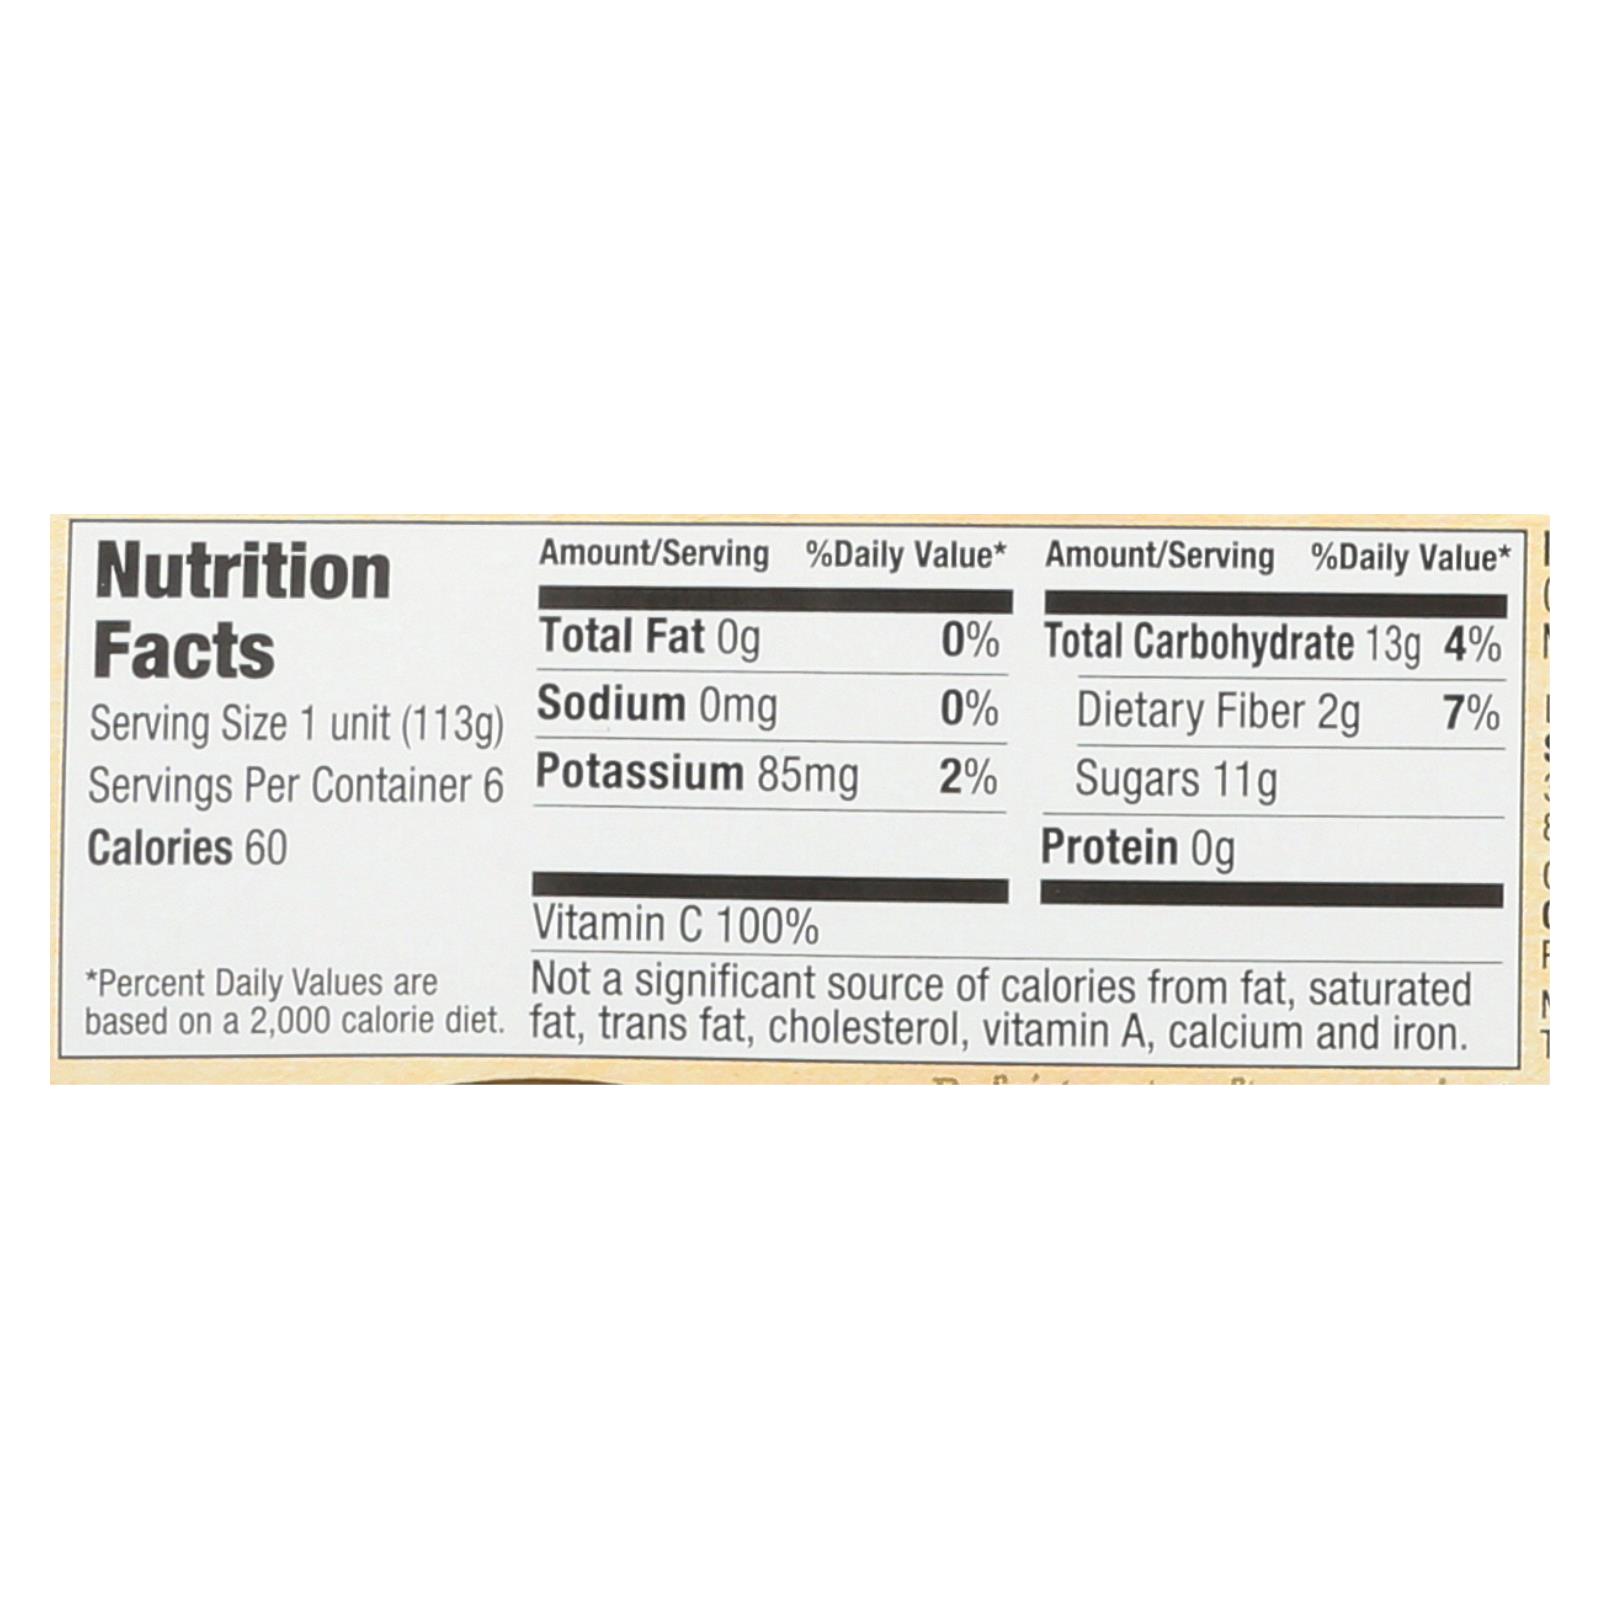 Nutrition
Facts
Serving Size 1 unit (113g)
Servings Per Container 6
Calories 60
*Percent Daily Values are
based on a 2,000 calorie diet.
Amount/Serving %Daily Value*
Total Fat 0g 0%
Sodium 0mg 0%
Potassium 85mg 2%
Amount/Serving %Daily Value*
Total Carbohydrate 13g 4%
Dietary Fiber 2g 7%
Sugars 11g
Protein 0g
Vitamin C 100%
Not a significant source of calories from fat, saturated
fat, trans fat, cholesterol, vitamin A, calcium and iron.